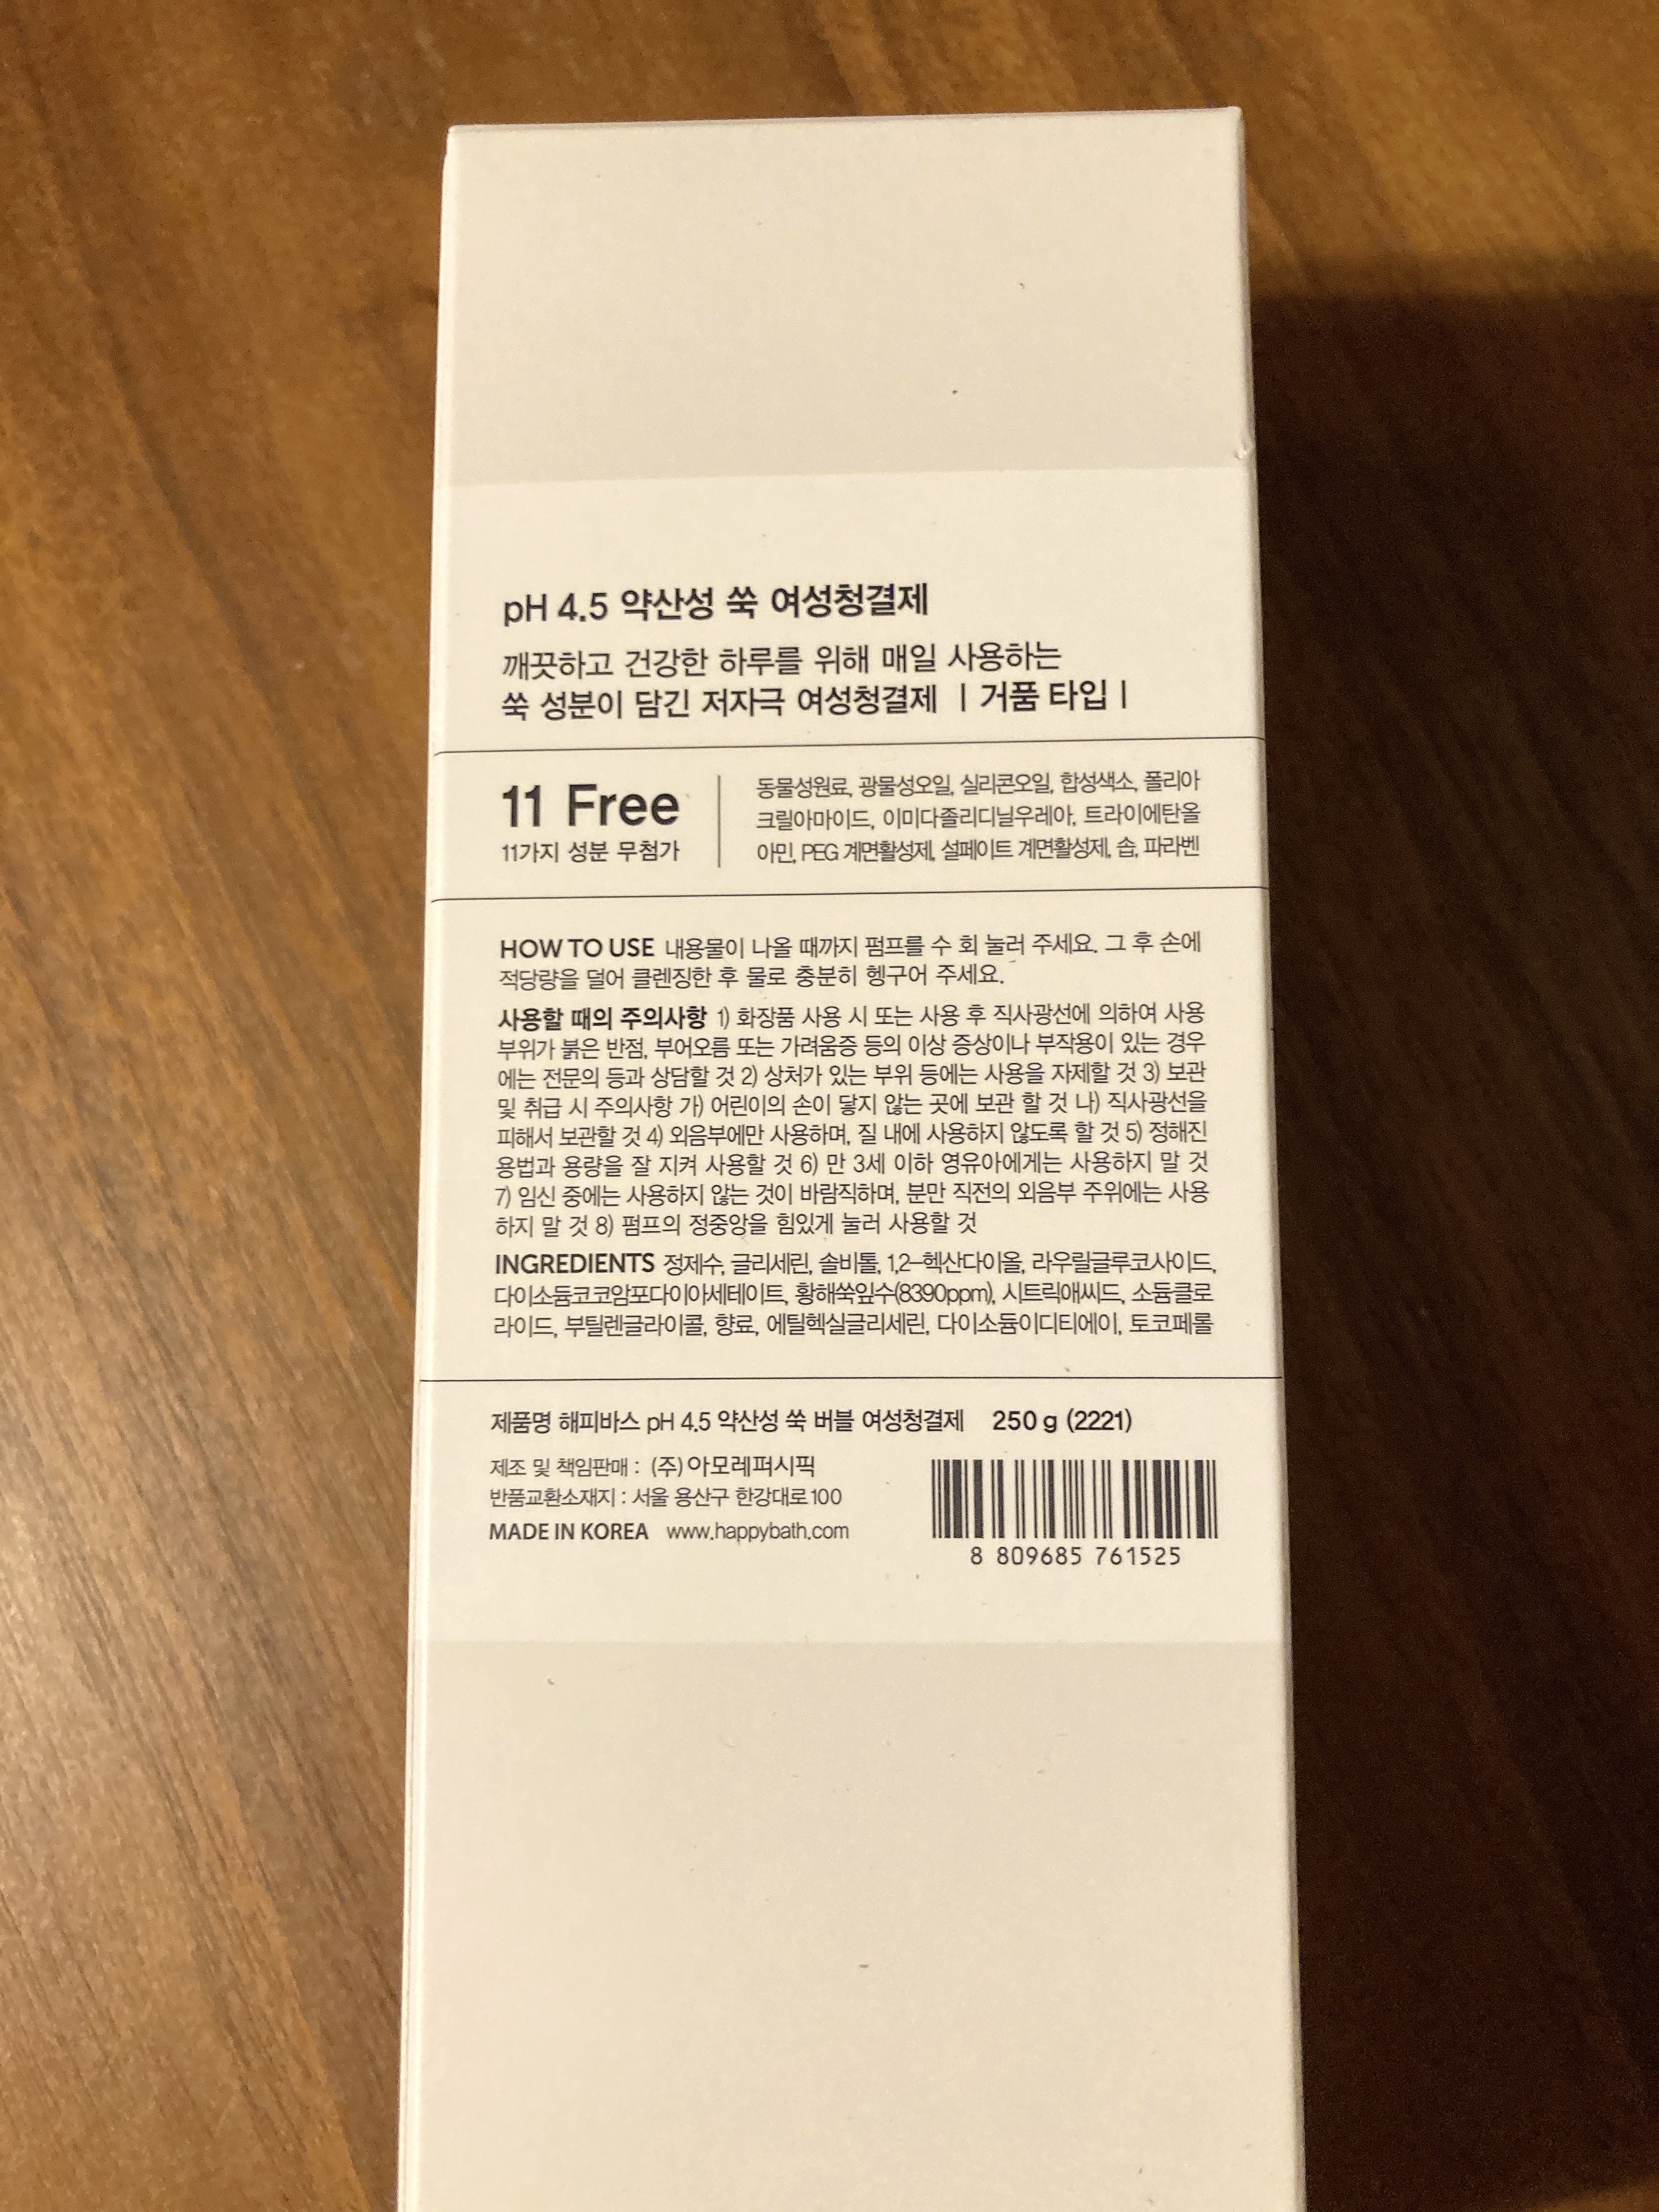 pH 4.5 약산성 쑥 여성청결제
깨끗하고 건강한 하루를 위해 매일 사용하는
쑥 성분이 담긴 저자극 여성청결제 | 거품 타입 |
11 Free
11가지 성분 무첨가
동물성원료, 광물성오일, 실리콘오일, 합성색소, 폴리아
크릴아마이드, 이미다졸리디닐우레아, 트라이에탄올
아민, PEG 계면활성제, 설페이트 계면활성제, 솝, 파라벤
HOW TO USE 내용물이 나올 때까지 펌프를 수 회 눌러 주세요. 그 후 손에
적당량을 덜어 클렌징한 후 물로 충분히 헹구어 주세요.
사용할 때의 주의사항 1) 화장품 사용 시 또는 사용 후 직사광선에 의하여 사용
부위가 붉은 반점, 부어오름 또는 가려움증 등의 이상 증상이나 부작용이 있는 경우
에는 전문의 등과 상담할 것 2) 상처가 있는 부위 등에는 사용을 자제할 것 3) 보관
및 취급 시 주의사항 가) 어린이의 손이 닿지 않는 곳에 보관 할 것 나) 직사광선을
피해서 보관할 것 4) 외음부에만 사용하며, 질 내에 사용하지 않도록 할 것 5) 정해진
용법과 용량을 잘 지켜 사용할 것 6) 만 3세 이하 영유아에게는 사용하지 말 것
7) 임신 중에는 사용하지 않는 것이 바람직하며, 분만 직전의 외음부 주위에는 사용
하지 말 것 8) 펌프의 정중앙을 힘있게 눌러 사용할 것
INGREDIENTS 정제수, 글리세린, 솔비톨, 1,2-헥산다이올, 라우릴글루코사이드,
다이소듐코코암포다이아세테이트, 황해쑥잎수(8390ppm), 시트릭애씨드, 소듐클로
라이드, 부틸렌글라이콜, 향료, 에틸헥실글리세린, 다이소듐이디티에이, 토코페롤
제품명 해피바스 pH 4.5 약산성 쑥 버블 여성청결제 250 g (2221)
제조 및 책임판매 : (주)아모레퍼시픽
반품교환소재지 : 서울 용산구 한강대로 100
MADE IN KOREA www.happybath.com
8 809685 761525